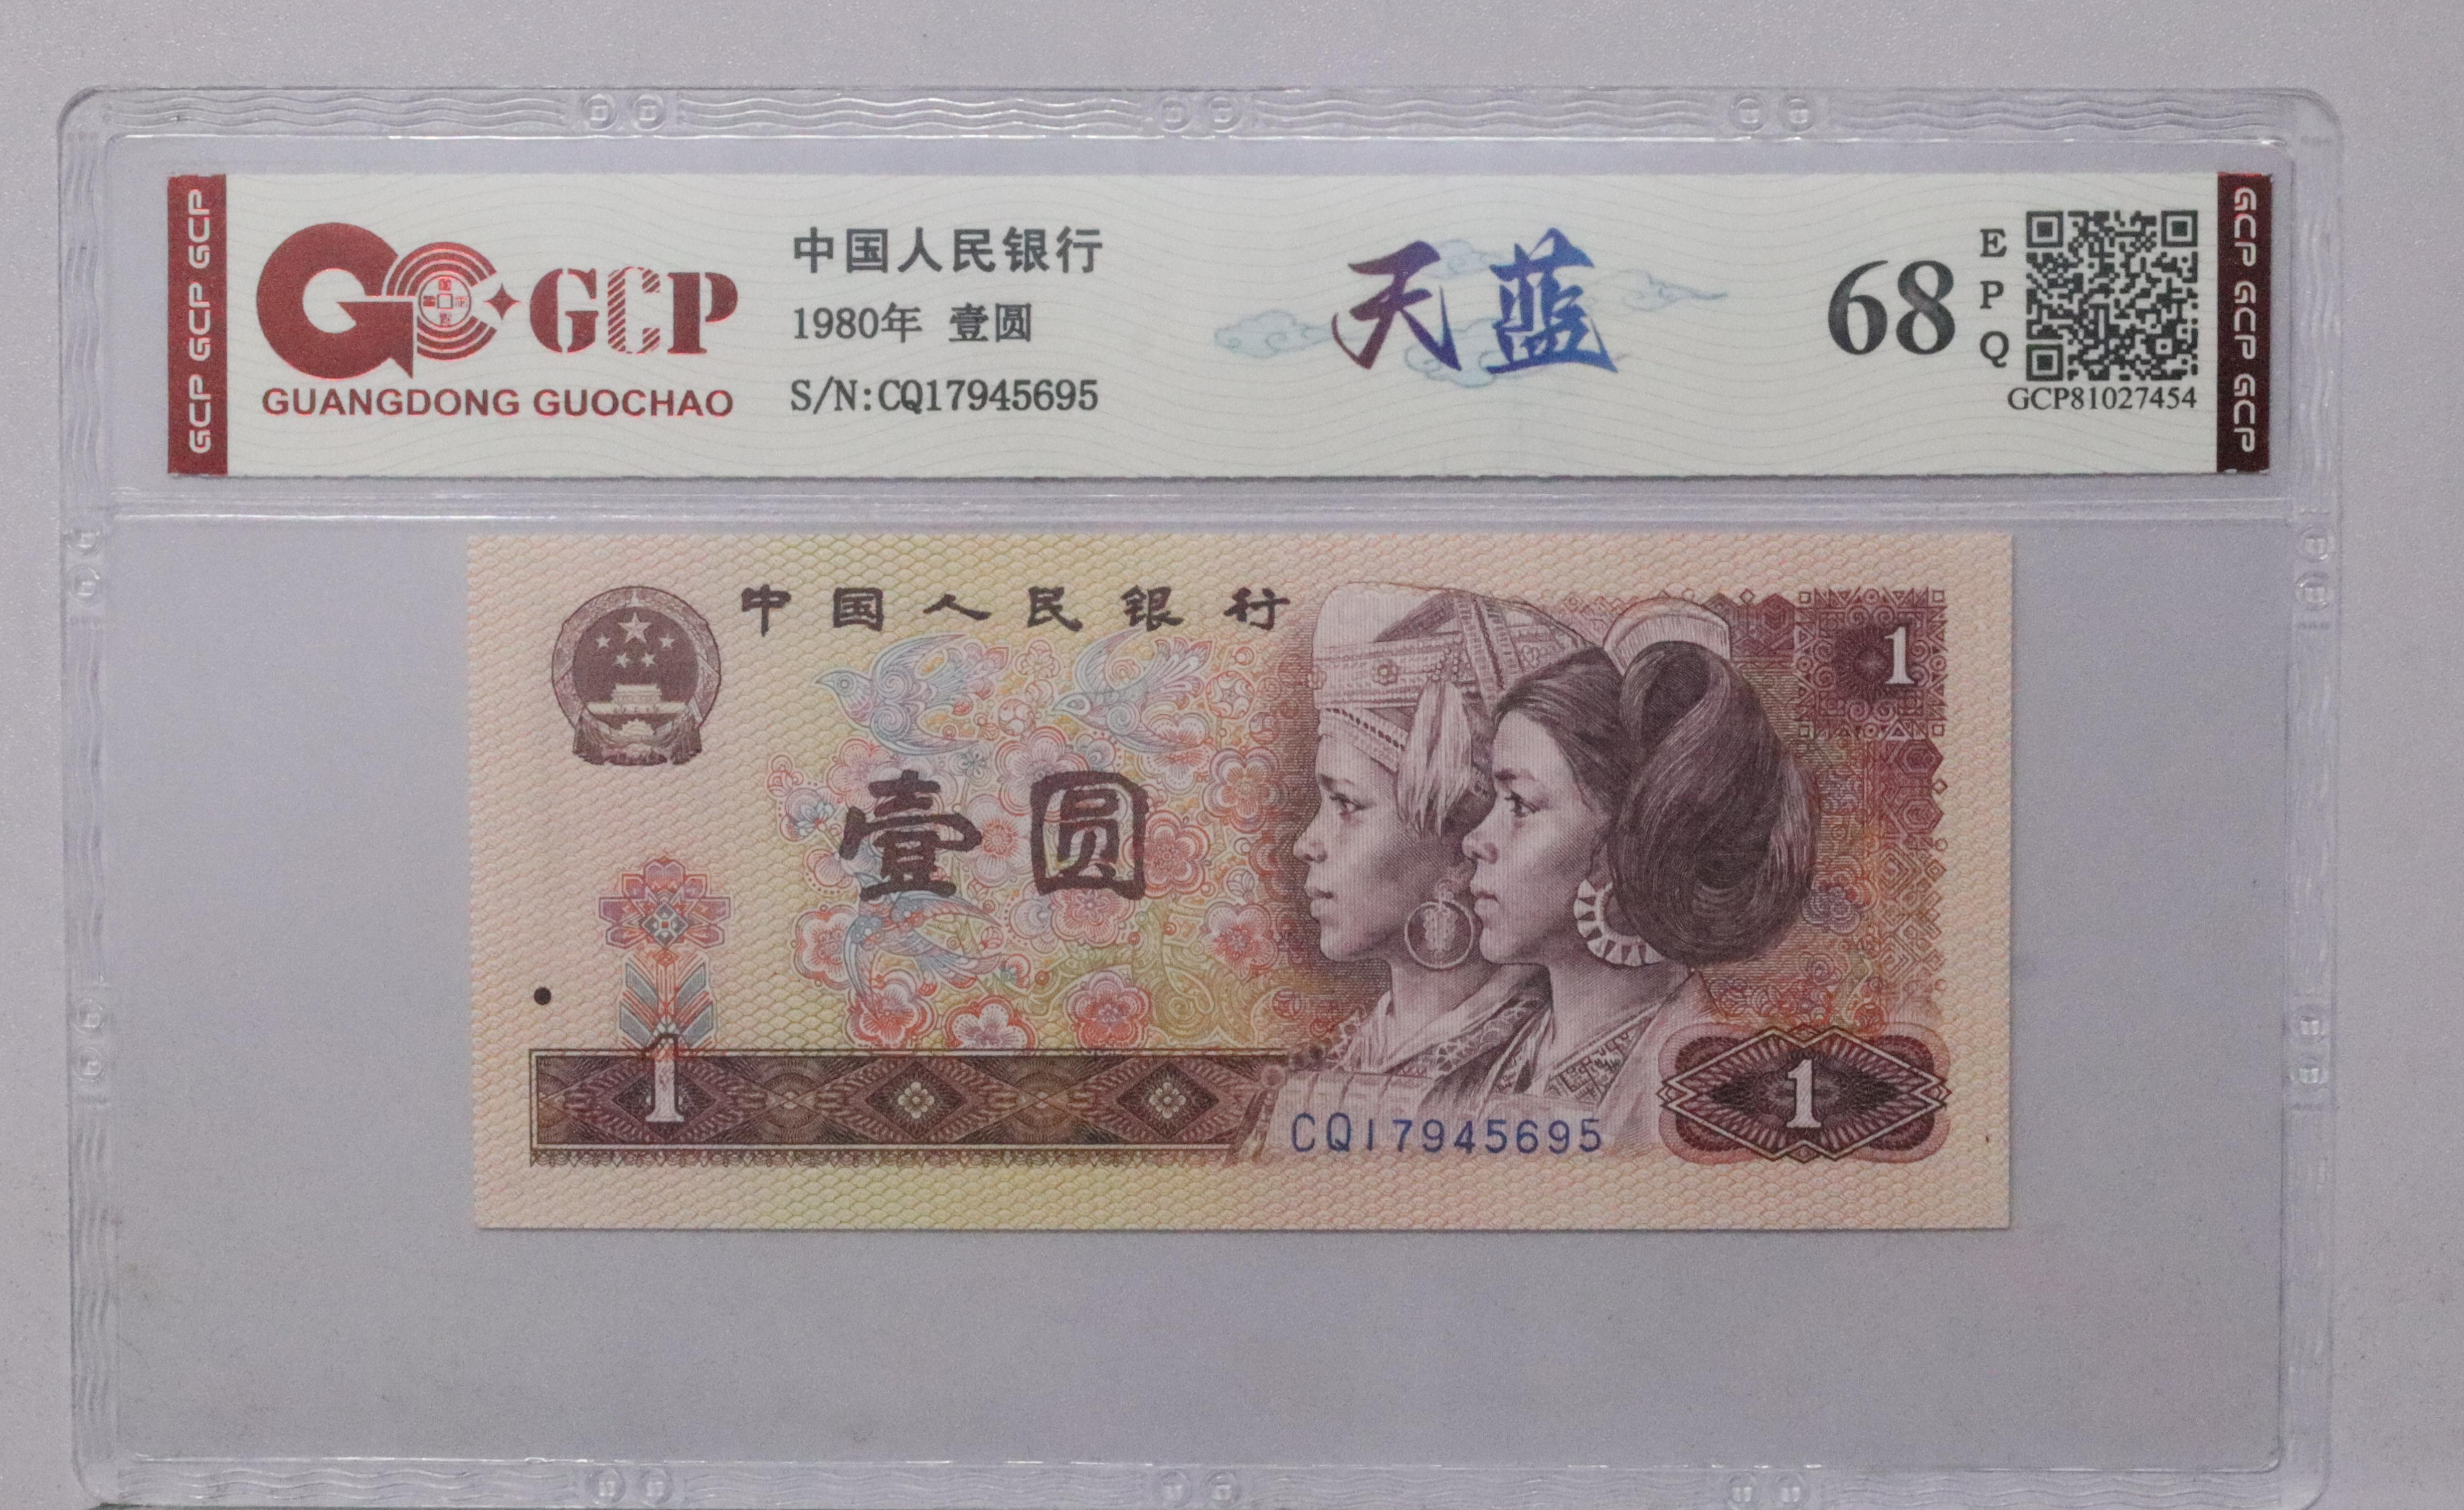 GCP GCP GCP
GCP
GUANGDONG GUOCHAO
中国人民银行
1980年 壹圆
S/N:CQ17945695
天蓝
68
E
P
Q
GCP81027454
GCP GCP GCP
中国人民银行
1
壹圆
1
CQ17945695
1